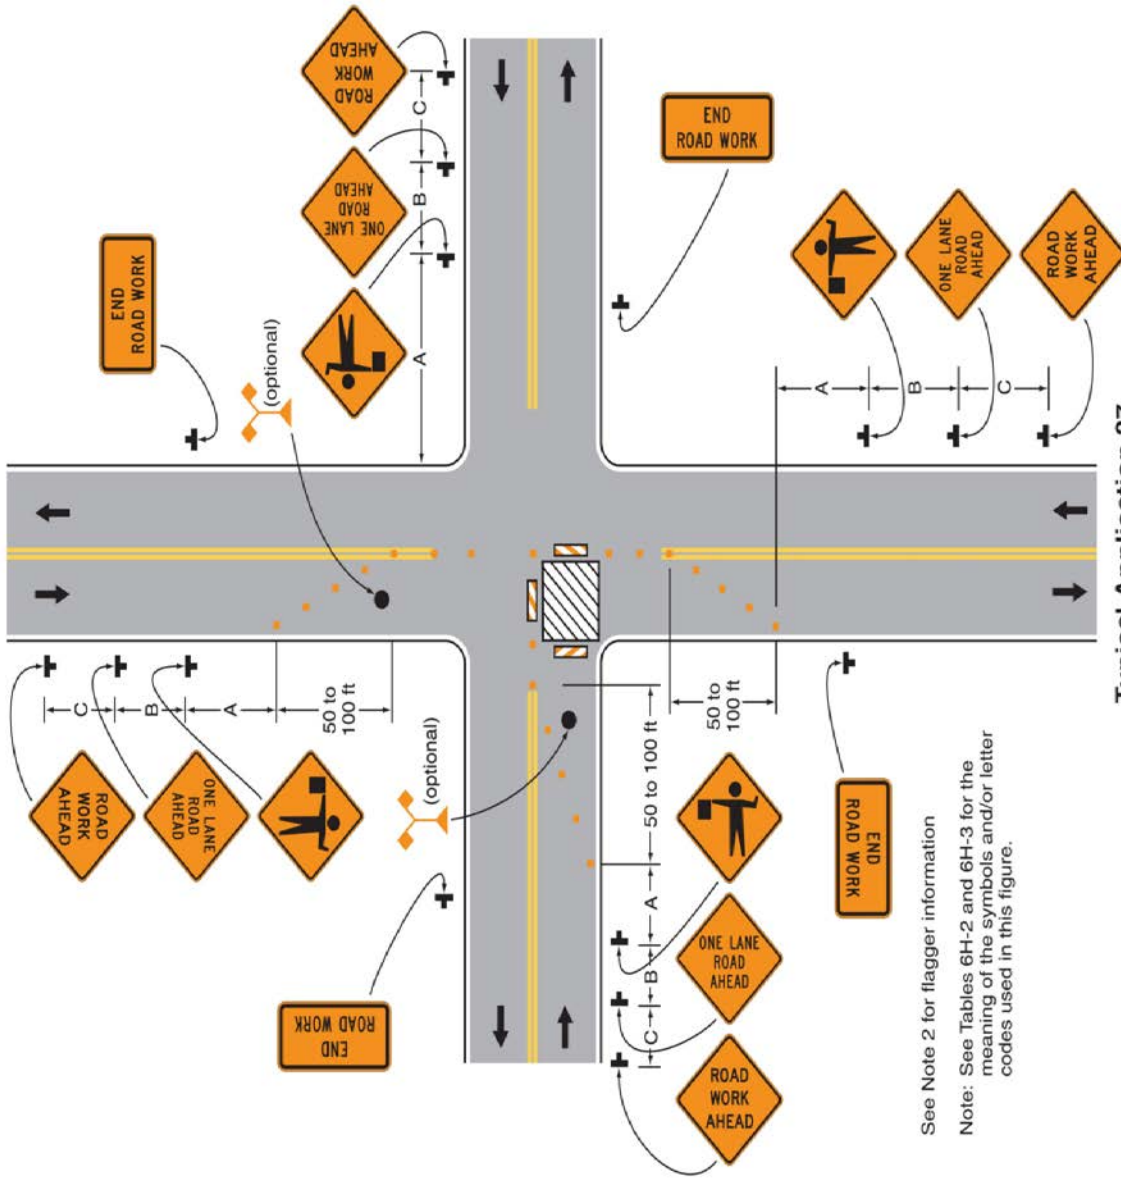 ROAD
WORK
AHEAD
C
ONE LANE
ROAD
AHEAD
B
A
END
ROAD WORK
(optional)
END
ROAD WORK
C
B
A
ROAD
WORK
AHEAD
ONE LANE
ROAD
AHEAD
50 to
100 ft
(optional)
END
ROAD WORK
A
B
C
ONE LANE
ROAD
AHEAD
ROAD
WORK
AHEAD
50 to
100 ft
50 to 100 ft
A
B
C
ONE LANE
ROAD
AHEAD
ROAD
WORK
AHEAD
END
ROAD WORK
See Note 2 for flagger information
Note: See Tables 6H-2 and 6H-3 for the
meaning of the symbols and/or letter
codes used in this figure.